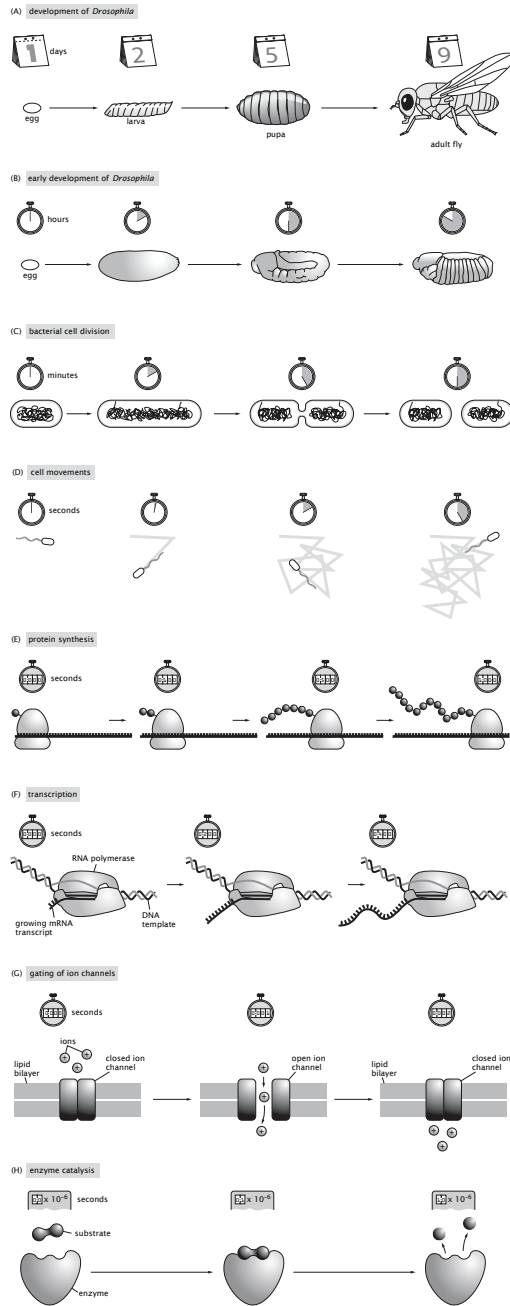 (A) development of Drosophila
1 days 2 5 9
egg
larva
pupa
adult fly
(B) early development of Drosophila
hours
egg
(C) bacterial cell division
minutes
(D) cell movements
seconds
(E) protein synthesis
seconds
(F) transcription
seconds
RNA polymerase
growing mRNA
transcript
DNA
template
(G) gating of ion channels
seconds
ions
lipid
bilayer
closed ion
channel
open ion
channel
lipid
bilayer
closed ion
channel
(H) enzyme catalysis
x 10⁻⁶ seconds x 10⁻⁶ x 10⁻⁶
substrate
enzyme